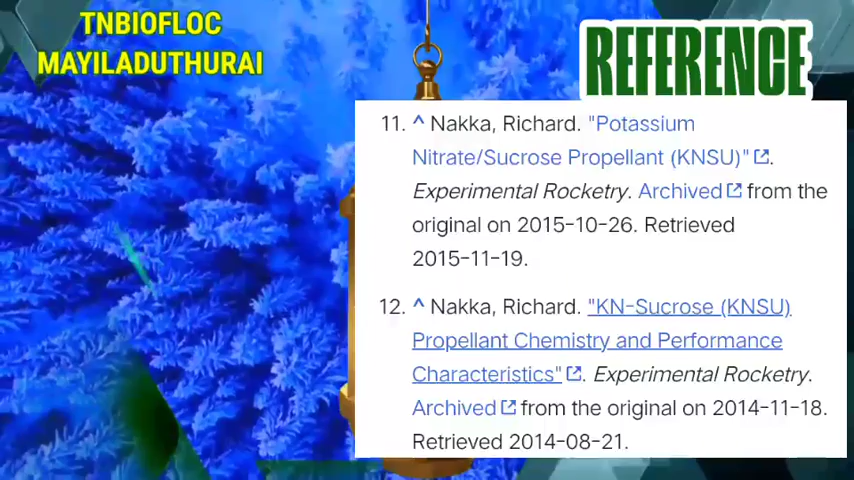 TNBIOFLOC
MAYILADUTHURAI
REFERENCE
11. ^ Nakka, Richard. "Potassium
Nitrate/Sucrose Propellant (KNSU)".
Experimental Rocketry. Archived from the
original on 2015-10-26. Retrieved
2015-11-19.
12. ^ Nakka, Richard. "KN-Sucrose (KNSU)
Propellant Chemistry and Performance
Characteristics". Experimental Rocketry.
Archived from the original on 2014-11-18.
Retrieved 2014-08-21.